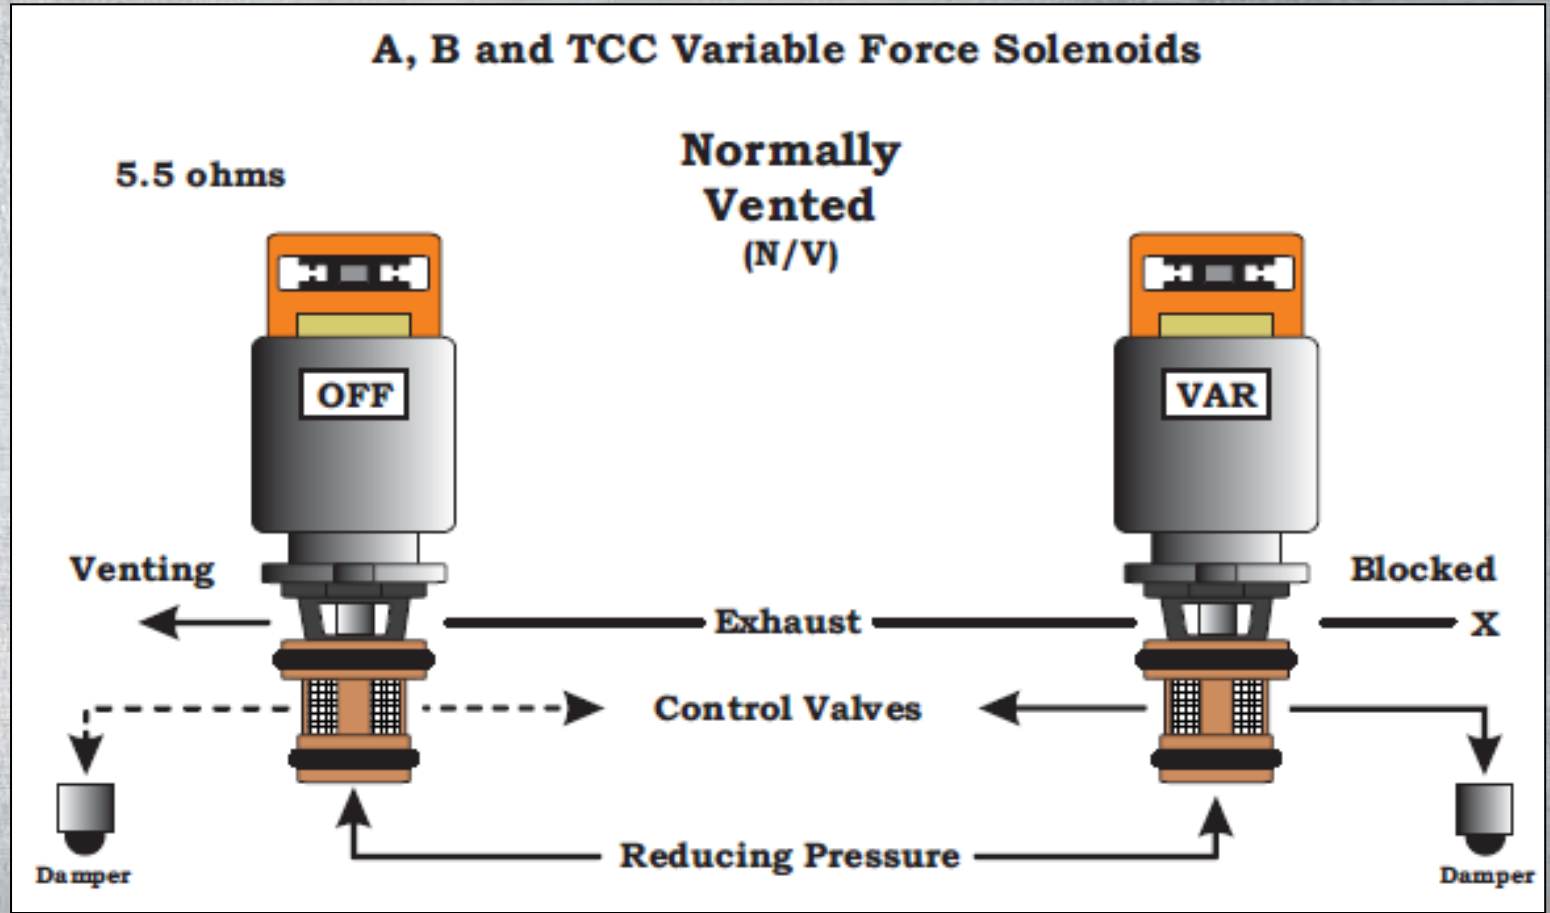 A, B and TCC Variable Force Solenoids
Normally
Vented
(N/V)
5.5 ohms
OFF
VAR
Venting
Blocked
Exhaust
X
Control Valves
Damper
Reducing Pressure
Damper